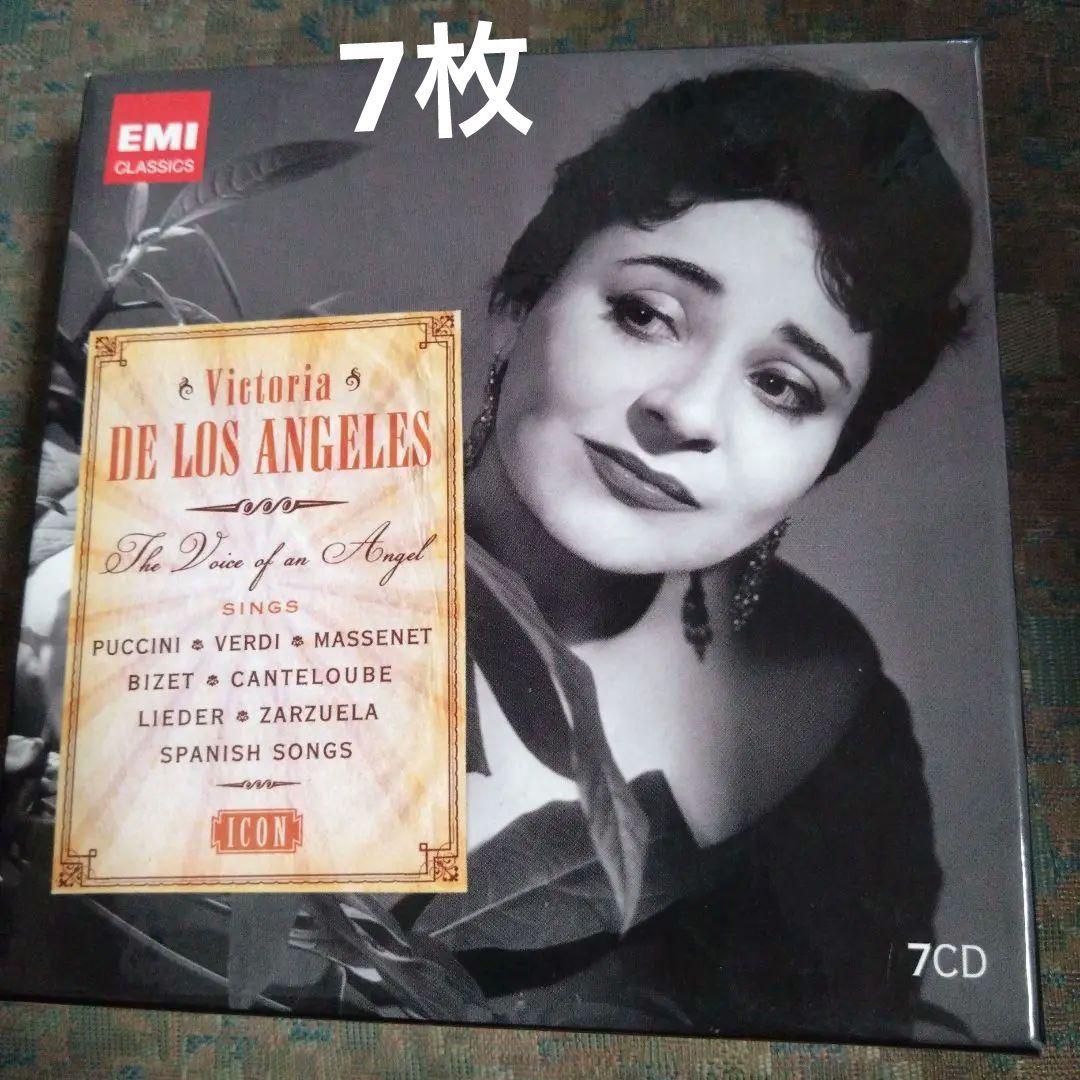 7枚
EMI
CLASSICS
Victoria
DE LOS ANGELES
The Voice of an Angel
SINGS
PUCCINI ❧ VERDI ❧ MASSENET
BIZET ❧ CANTELOUBE
LIEDER ❧ ZARZUELA
SPANISH SONGS
ICON
7CD